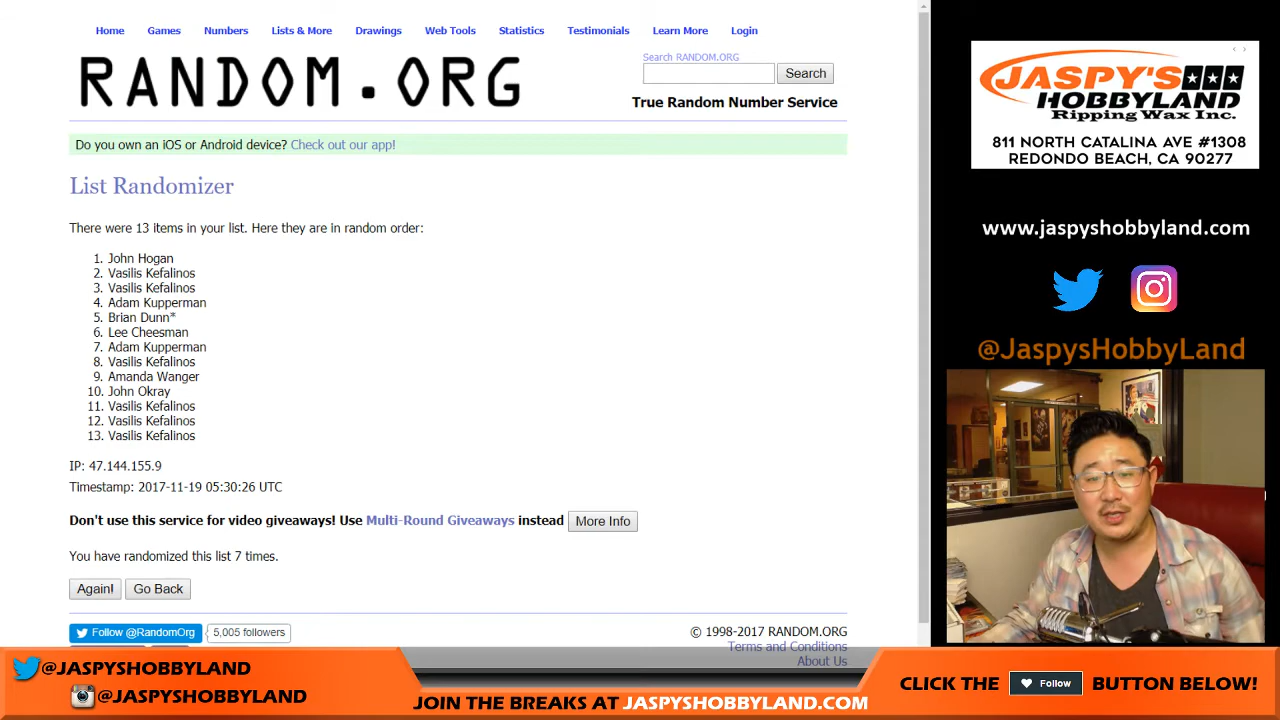 Home Games Numbers Lists & More Drawings Web Tools Statistics Testimonials Learn More Login
RANDOM.ORG
Search RANDOM.ORG
Search
True Random Number Service
Do you own an iOS or Android device? Check out our app!
List Randomizer
There were 13 items in your list. Here they are in random order:
1. John Hogan
2. Vasilis Kefalinos
3. Vasilis Kefalinos
4. Adam Kupperman
5. Brian Dunn*
6. Lee Cheesman
7. Adam Kupperman
8. Vasilis Kefalinos
9. Amanda Wanger
10. John Okray
11. Vasilis Kefalinos
12. Vasilis Kefalinos
13. Vasilis Kefalinos
IP: 47.144.155.9
Timestamp: 2017-11-19 05:30:26 UTC
Don't use this service for video giveaways! Use Multi-Round Giveaways instead More Info
You have randomized this list 7 times.
Again! Go Back
Follow @RandomOrg 5,005 followers
© 1998-2017 RANDOM.ORG
Terms and Conditions
About Us
JASPY'S
HOBBYLAND
Ripping Wax Inc.
811 NORTH CATALINA AVE #1308
REDONDO BEACH, CA 90277
www.jaspyshobbyland.com
@JaspysHobbyLand
@JASPYSHOBBYLAND
@JASPYSHOBBYLAND
JOIN THE BREAKS AT JASPYSHOBBYLAND.COM
CLICK THE Follow BUTTON BELOW!